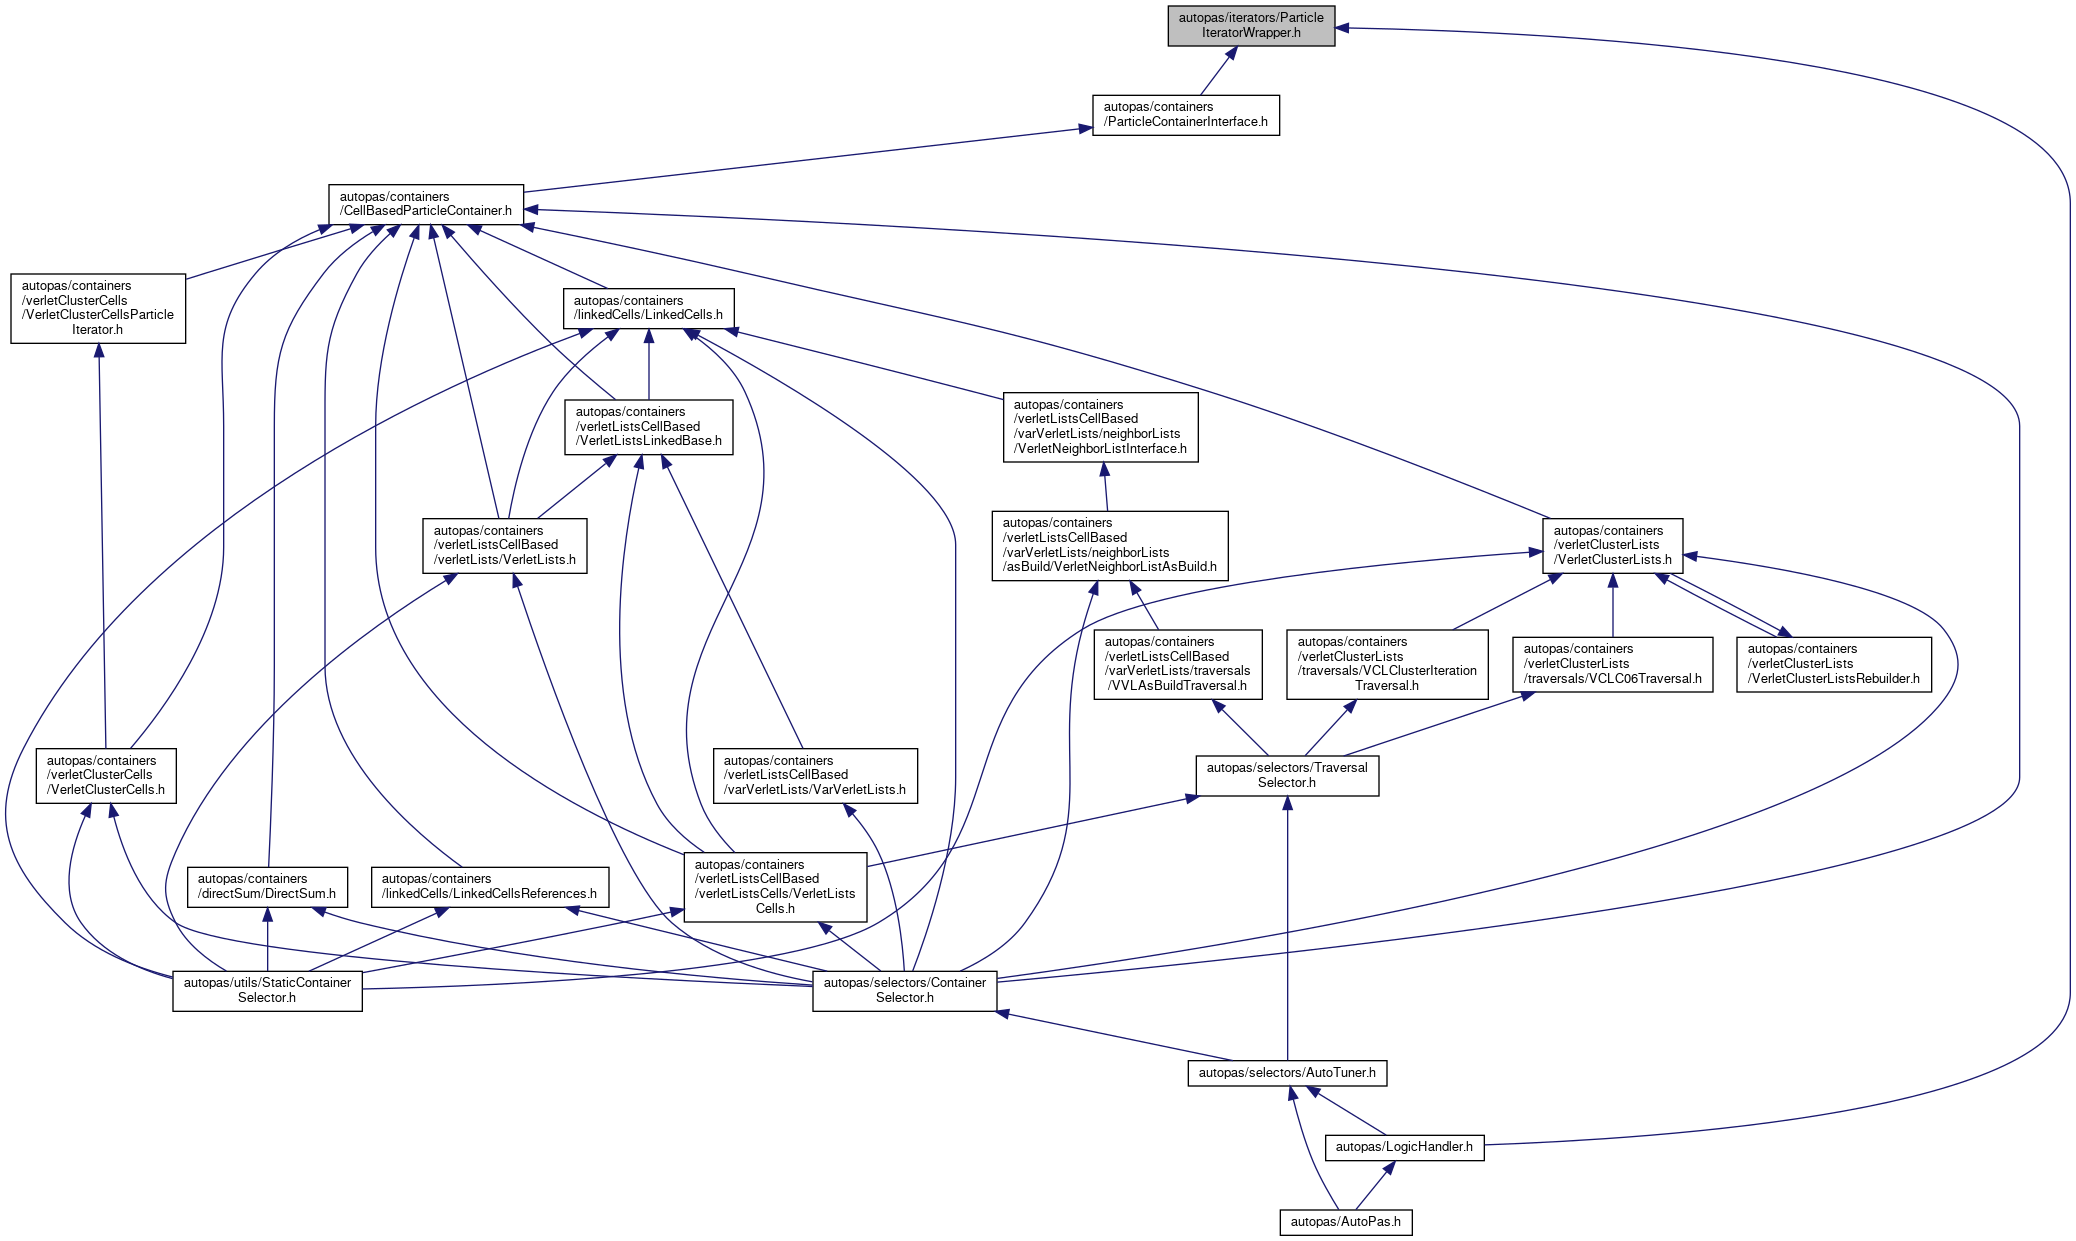 autopas/iterators/Particle
IteratorWrapper.h
autopas/containers
/ParticleContainerInterface.h
autopas/containers
/CellBasedParticleContainer.h
autopas/containers
/verletClusterCells
/VerletClusterCellsParticle
Iterator.h
autopas/containers
/linkedCells/LinkedCells.h
autopas/containers
/verletListsCellBased
/VerletListsLinkedBase.h
autopas/containers
/verletListsCellBased
/varVerletLists/neighborLists
/VerletNeighborListInterface.h
autopas/containers
/verletListsCellBased
/verletLists/VerletLists.h
autopas/containers
/verletListsCellBased
/varVerletLists/neighborLists
/asBuild/VerletNeighborListAsBuild.h
autopas/containers
/verletClusterLists
/VerletClusterLists.h
autopas/containers
/verletListsCellBased
/varVerletLists/traversals
/VVLAsBuildTraversal.h
autopas/containers
/verletClusterLists
/traversals/VCLClusterIteration
Traversal.h
autopas/containers
/verletClusterLists
/traversals/VCLC06Traversal.h
autopas/containers
/verletClusterLists
/VerletClusterListsRebuilder.h
autopas/containers
/verletClusterCells
/VerletClusterCells.h
autopas/containers
/verletListsCellBased
/varVerletLists/VarVerletLists.h
autopas/selectors/Traversal
Selector.h
autopas/containers
/directSum/DirectSum.h
autopas/containers
/linkedCells/LinkedCellsReferences.h
autopas/containers
/verletListsCellBased
/verletListsCells/VerletLists
Cells.h
autopas/utils/StaticContainer
Selector.h
autopas/selectors/Container
Selector.h
autopas/selectors/AutoTuner.h
autopas/LogicHandler.h
autopas/AutoPas.h